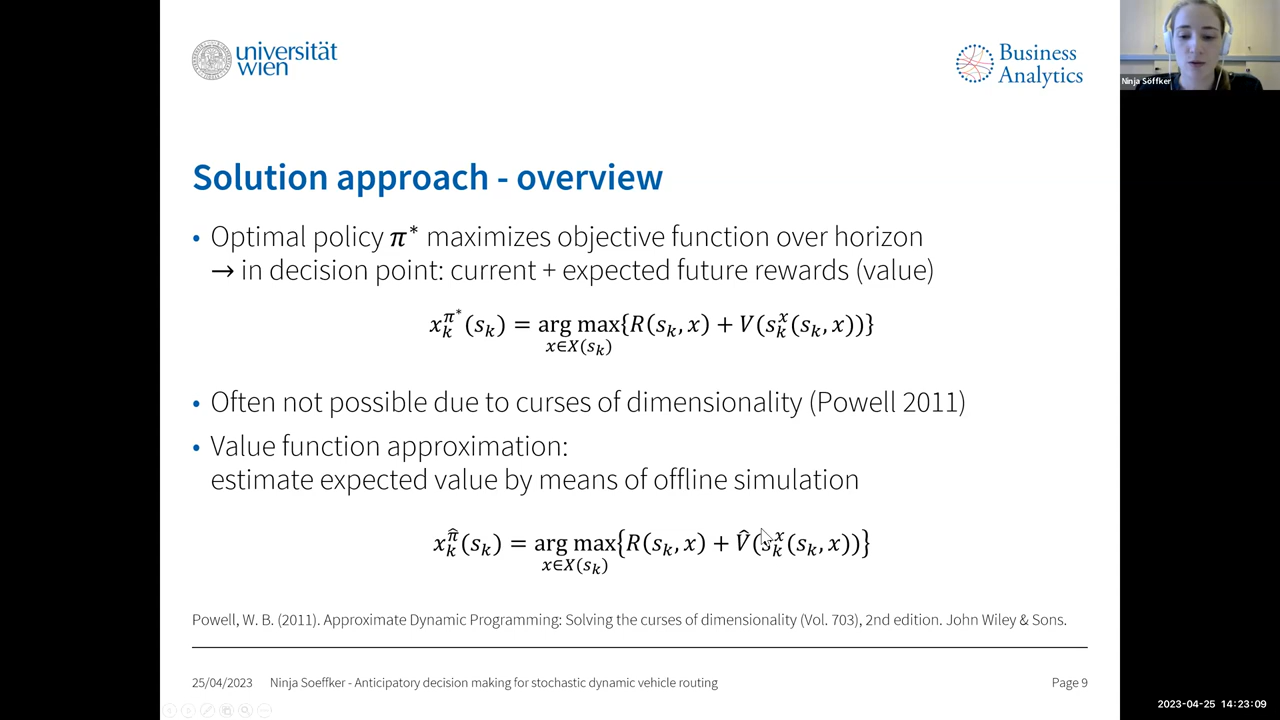 universität
wien
Business
Analytics
Ninja Söffker
Solution approach - overview
• Optimal policy π* maximizes objective function over horizon
→ in decision point: current + expected future rewards (value)
x_k^{π*}(s_k) = arg max_{x∈X(s_k)}{R(s_k, x) + V(s_k^x(s_k, x))}
• Often not possible due to curses of dimensionality (Powell 2011)
• Value function approximation:
estimate expected value by means of offline simulation
x_k^{π̂}(s_k) = arg max_{x∈X(s_k)}{R(s_k, x) + V̂(s_k^x(s_k, x))}
Powell, W. B. (2011). Approximate Dynamic Programming: Solving the curses of dimensionality (Vol. 703), 2nd edition. John Wiley & Sons.
25/04/2023 Ninja Soeffker - Anticipatory decision making for stochastic dynamic vehicle routing Page 9
2023-04-25 14:23:09